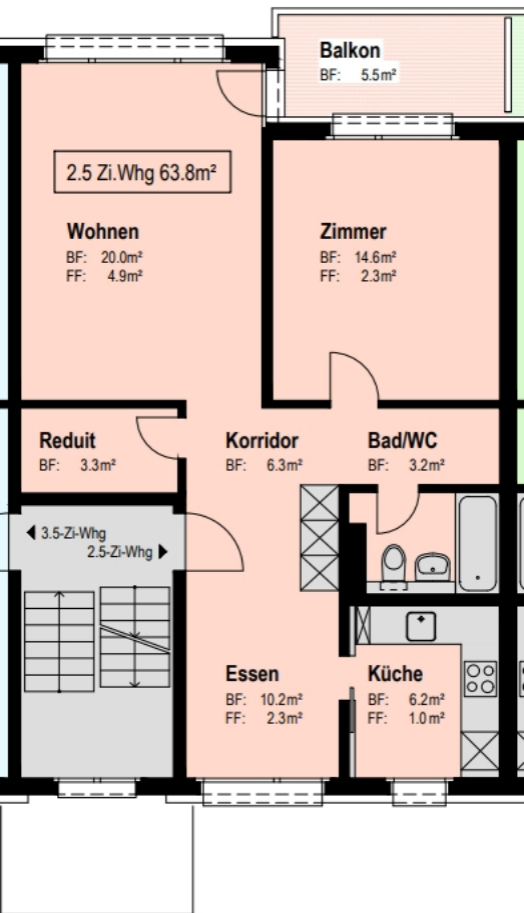 Balkon
BF: 5.5m²
2.5 Zi.Whg 63.8m²
Wohnen
BF: 20.0m²
FF: 4.9m²
Zimmer
BF: 14.6m²
FF: 2.3m²
Reduit
BF: 3.3m²
Korridor
BF: 6.3m²
Bad/WC
BF: 3.2m²
3.5-Zi-Whg
2.5-Zi-Whg
Essen
BF: 10.2m²
FF: 2.3m²
Küche
BF: 6.2m²
FF: 1.0m²